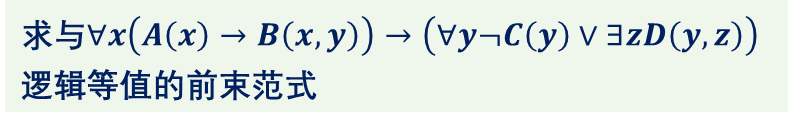 求与∀x(A(x) → B(x, y)) → (∀y¬C(y) ∨ ∃zD(y, z))
逻辑等值的前束范式